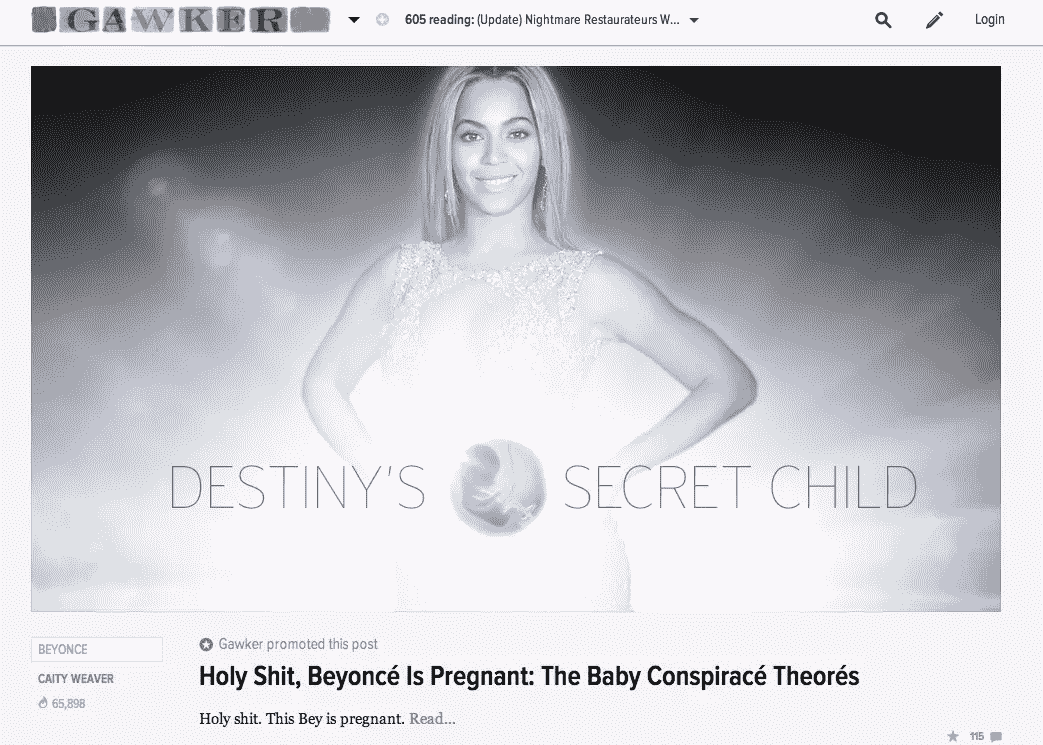 GAWKER
605 reading: (Update) Nightmare Restaurateurs W...
Login
DESTINY'S SECRET CHILD
BEYONCE
CAITY WEAVER
65,898
Gawker promoted this post
Holy Shit, Beyoncé Is Pregnant: The Baby Conspiracé Theorés
Holy shit. This Bey is pregnant. Read...
115